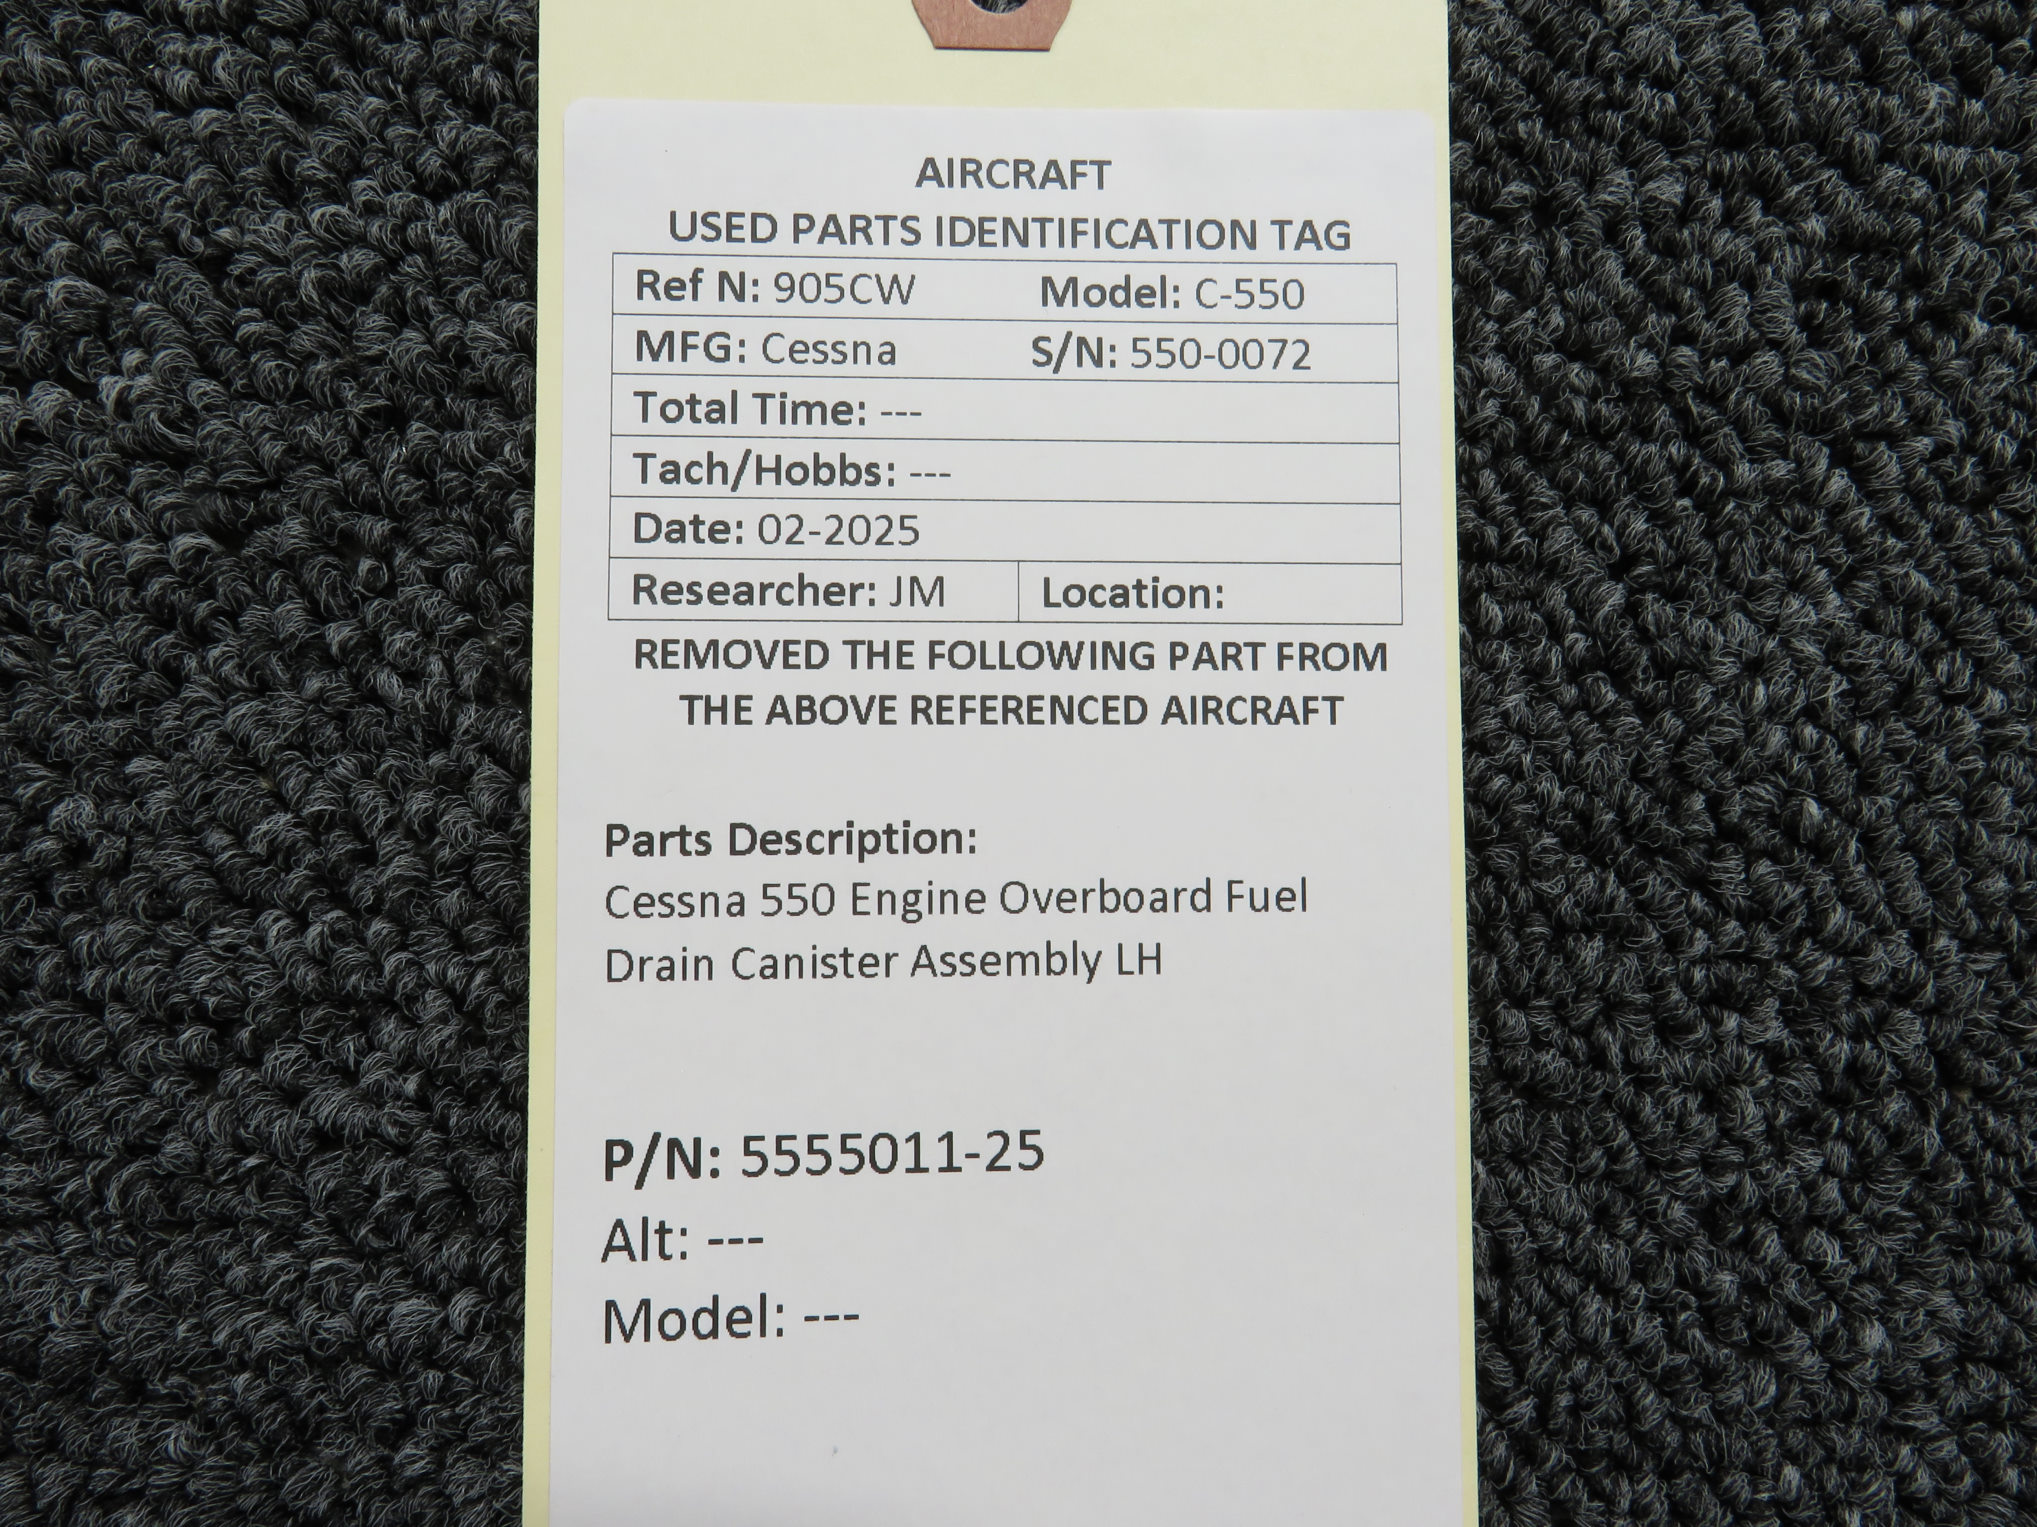 AIRCRAFT
USED PARTS IDENTIFICATION TAG
Ref N: 905CW Model: C-550
MFG: Cessna S/N: 550-0072
Total Time: ---
Tach/Hobbs: ---
Date: 02-2025
Researcher: JM Location:
REMOVED THE FOLLOWING PART FROM
THE ABOVE REFERENCED AIRCRAFT
Parts Description:
Cessna 550 Engine Overboard Fuel
Drain Canister Assembly LH
P/N: 5555011-25
Alt: ---
Model: ---